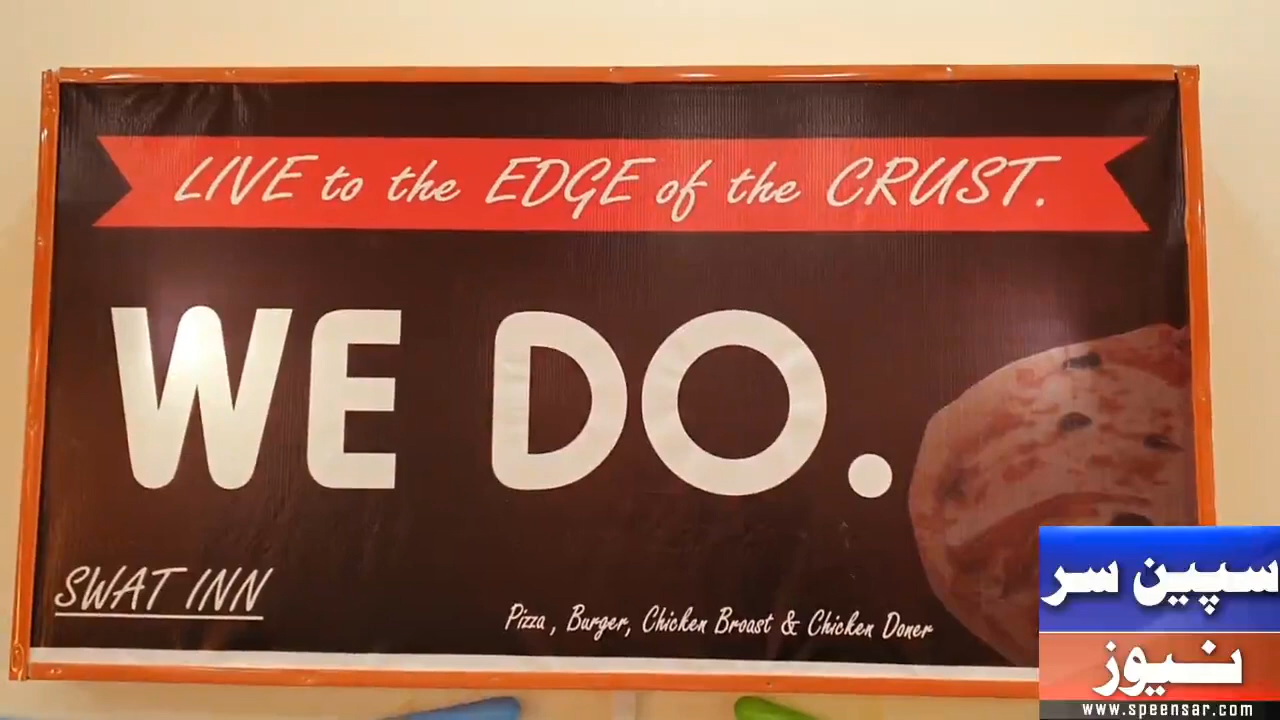 LIVE to the EDGE of the CRUST.
WE DO.
SWAT INN
Pizza, Burger, Chicken Broast & Chicken Doner
سپین سر
نیوز
www.speensar.com